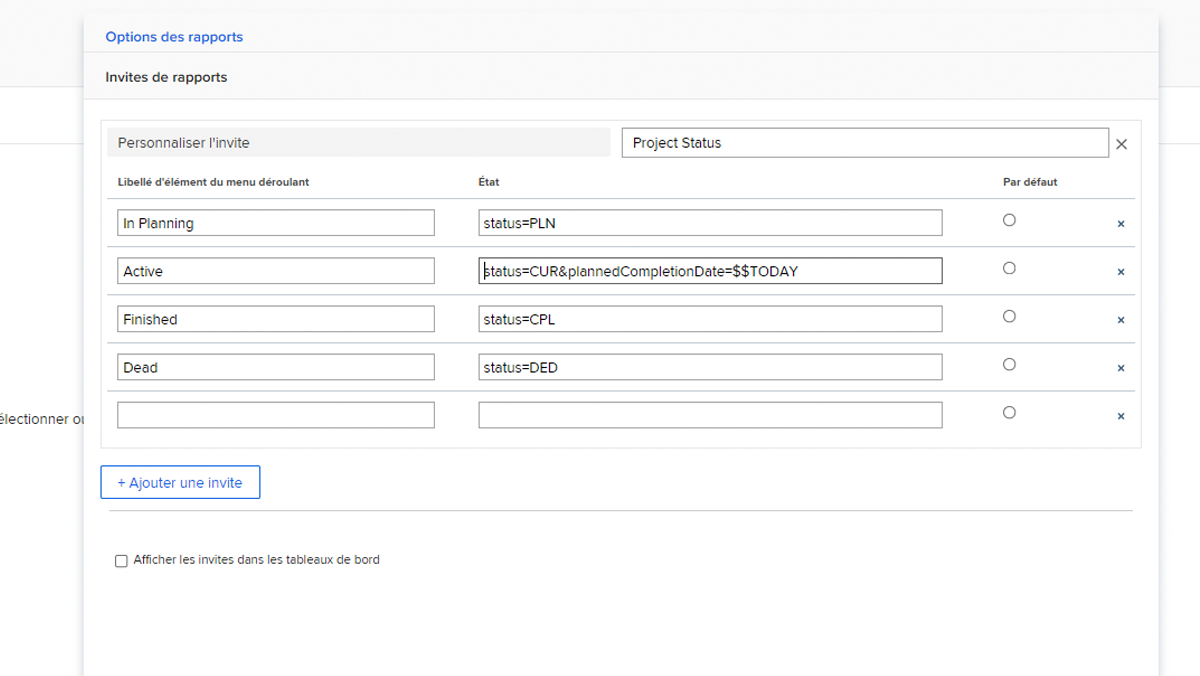 Options des rapports
Invites de rapports
Personnaliser l'invite Project Status
Libellé d'élément du menu déroulant État Par défaut
In Planning status=PLN
Active status=CUR&plannedCompletionDate=$$TODAY
Finished status=CPL
Dead status=DED
électionner ou
+ Ajouter une invite
Afficher les invites dans les tableaux de bord